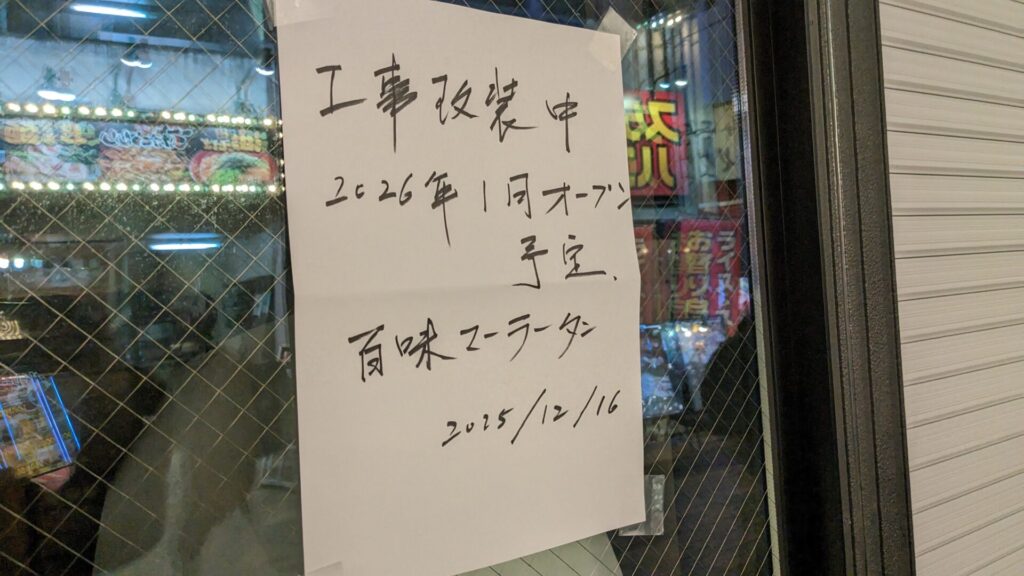 工事改装中
2026年1月オープン
予定、
百味マーラータン
2025/12/16